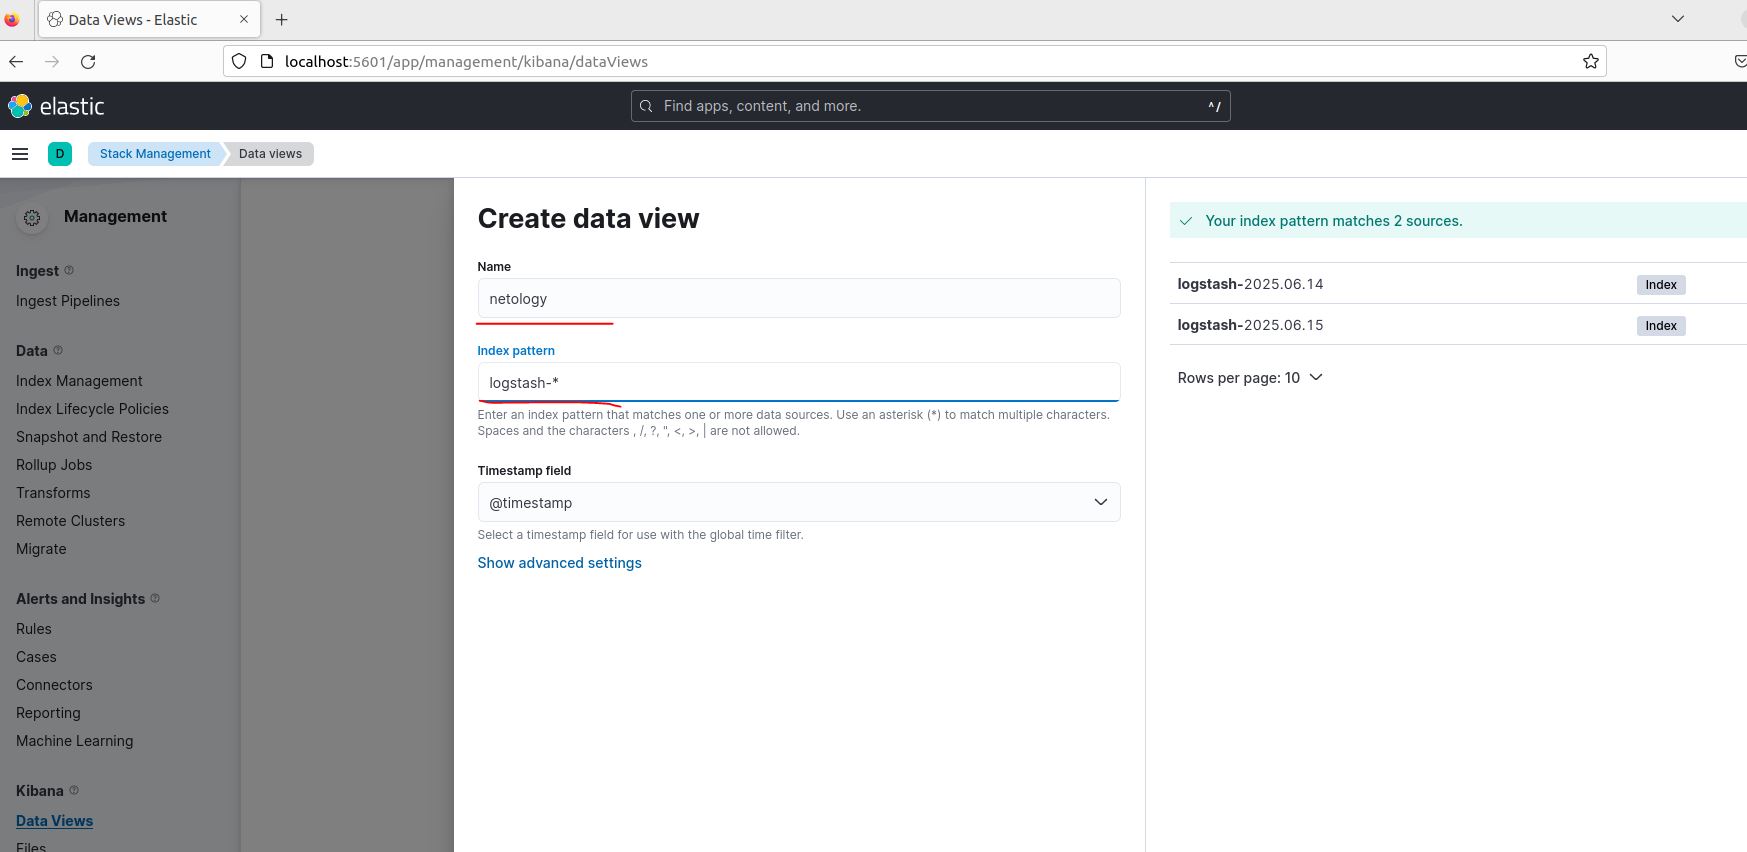 Data Views - Elastic
localhost:5601/app/management/kibana/dataViews
elastic
Find apps, content, and more.
^/
D
Stack Management
Data views
Management
Ingest
Ingest Pipelines
Data
Index Management
Index Lifecycle Policies
Snapshot and Restore
Rollup Jobs
Transforms
Remote Clusters
Migrate
Alerts and Insights
Rules
Cases
Connectors
Reporting
Machine Learning
Kibana
Data Views
Files
Create data view
Name
netology
Index pattern
logstash-*
Enter an index pattern that matches one or more data sources. Use an asterisk (*) to match multiple characters.
Spaces and the characters , /, ?, ", <, >, | are not allowed.
Timestamp field
@timestamp
Select a timestamp field for use with the global time filter.
Show advanced settings
Your index pattern matches 2 sources.
logstash-2025.06.14 Index
logstash-2025.06.15 Index
Rows per page: 10